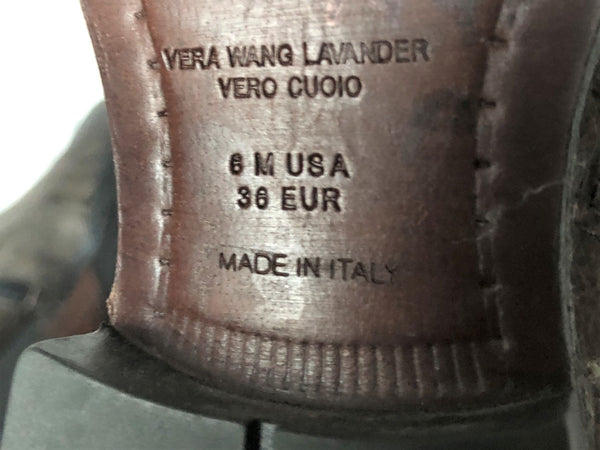 VERA WANG LAVANDER
VERO CUOIO
6 M USA
36 EUR
MADE IN ITALY